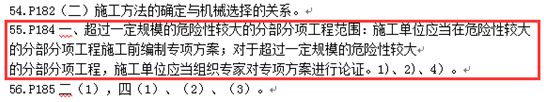 54.P182（二）施工方法的确定与机械选择的关系。
55.P184 一、超过一定规模的危险性较大的分部分项工程范围：施工单位应当在危险性较大
的分部分项工程施工前编制专项方案；对于超过一定规模的危险性较大
的分部分项工程，施工单位应当组织专家对专项方案进行论证。1)、2)、4）。
56.P185 二（1），四（1）、（2）、（3）。